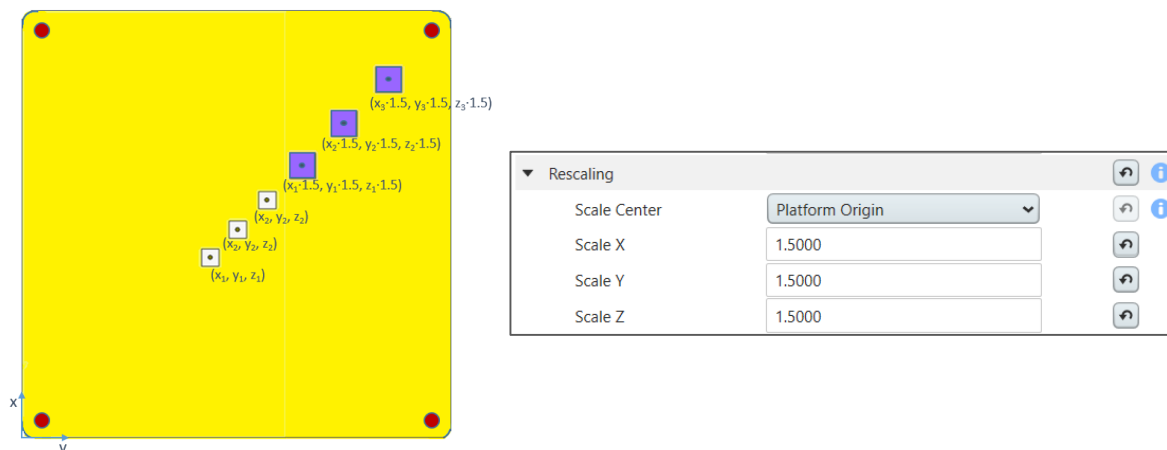 (x₃·1.5, y₃·1.5, z₃·1.5)
(x₂·1.5, y₂·1.5, z₂·1.5)
(x₁·1.5, y₁·1.5, z₁·1.5)
(x₂, y₂, z₂)
(x₂, y₂, z₂)
(x₁, y₁, z₁)
x
y
Rescaling
Scale Center Platform Origin
Scale X 1.5000
Scale Y 1.5000
Scale Z 1.5000